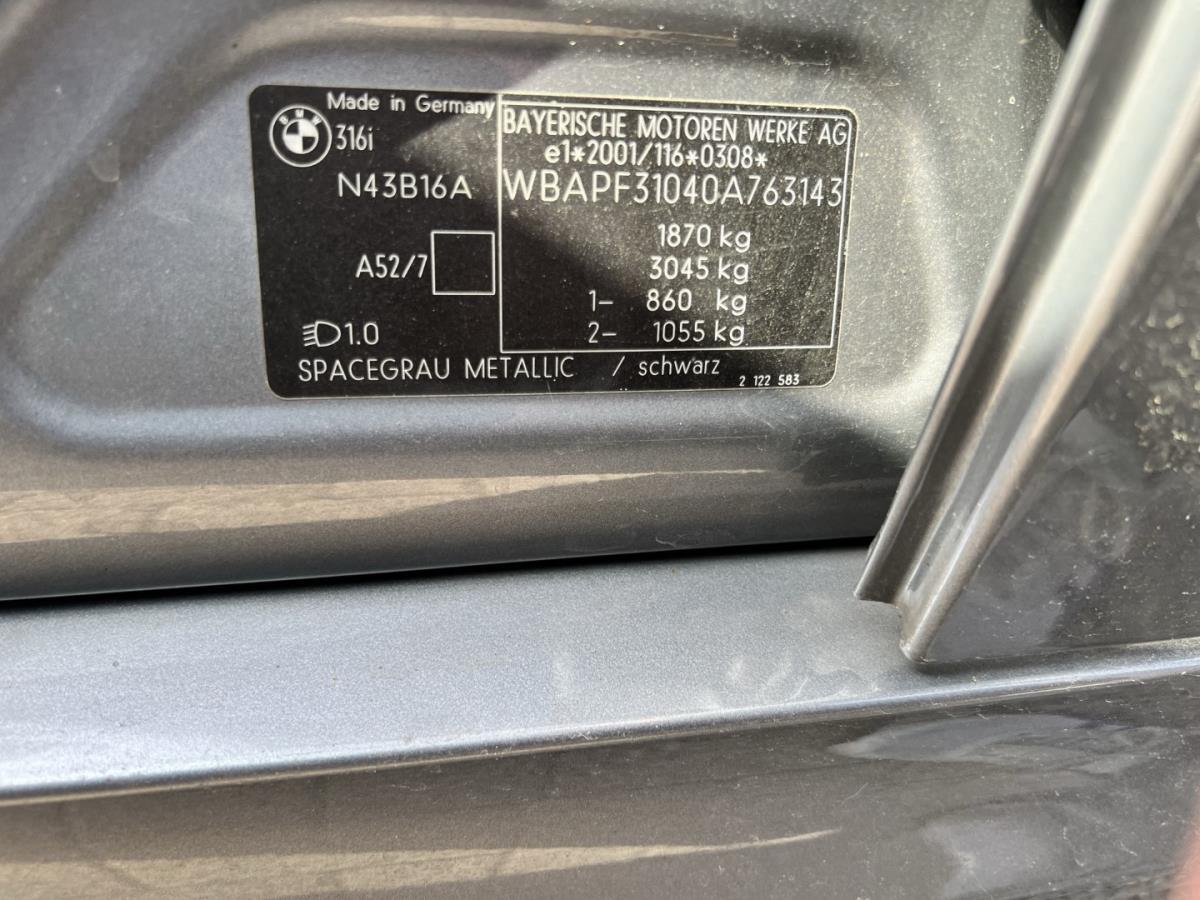 Made in Germany
BMW
316i
N43B16A
A52/7
1.0
BAYERISCHE MOTOREN WERKE AG
e1*2001/116*0308*
WBAPF31040A763143
1870 kg
3045 kg
1- 860 kg
2- 1055 kg
SPACEGRAU METALLIC / schwarz
2 122 583